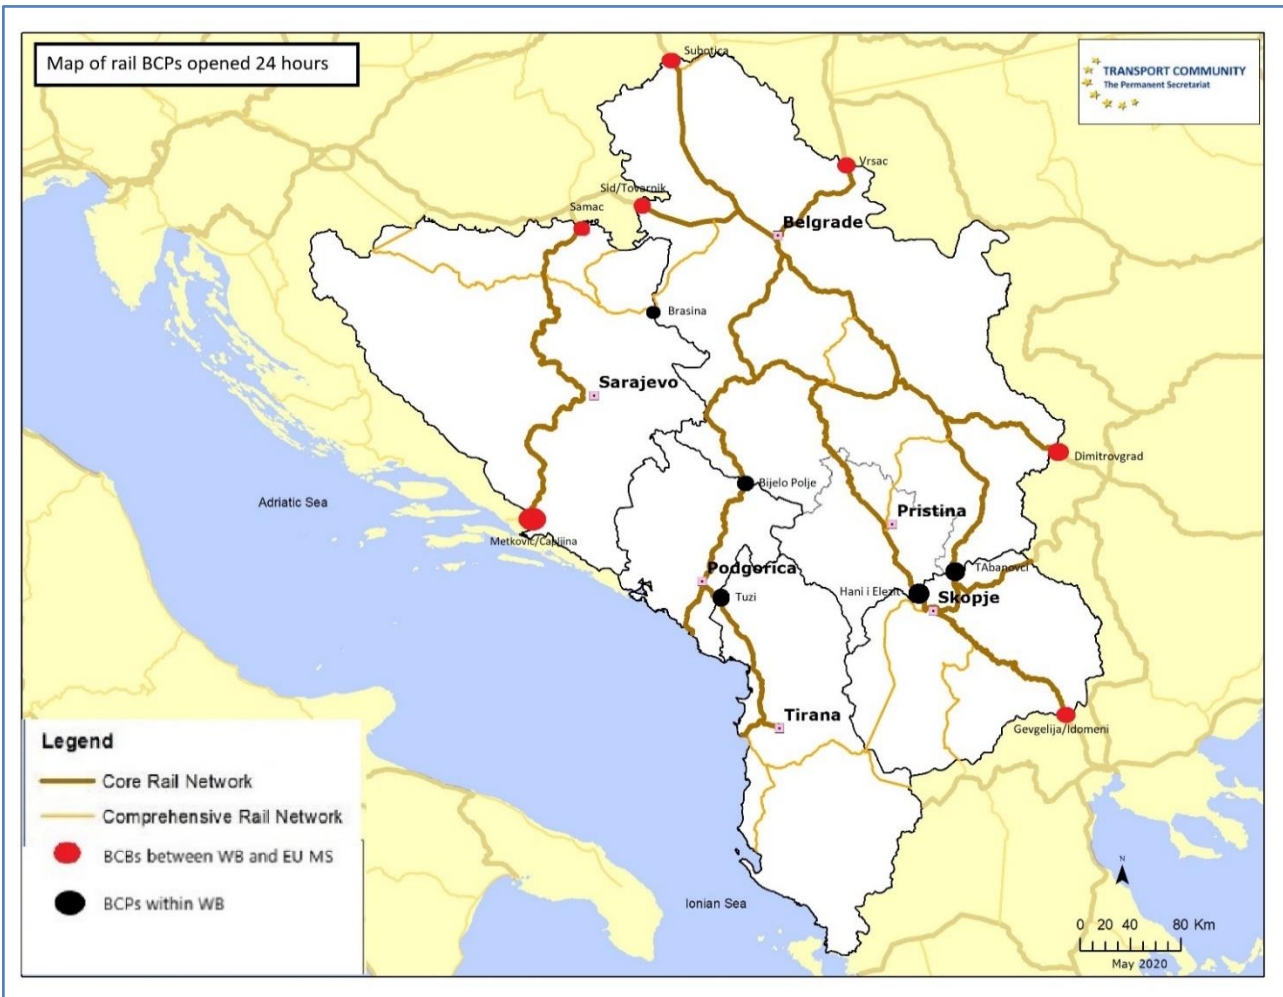 Map of rail BCPs opened 24 hours
TRANSPORT COMMUNITY
The Permanent Secretariat
Subotica
Vrsac
Sid/Tovarnik
Samac
Belgrade
Brasina
Sarajevo
Dimitrovgrad
Bijelo Polje
Adriatic Sea
Pristina
Metkovic/Capljina
Podgorica
TAbanovci
Hani i Elezit
Skopje
Tuzi
Tirana
Gevgelija/Idomeni
Legend
Core Rail Network
Comprehensive Rail Network
BCBs between WB and EU MS
BCPs within WB
Ionian Sea
N
0 20 40 80 Km
May 2020